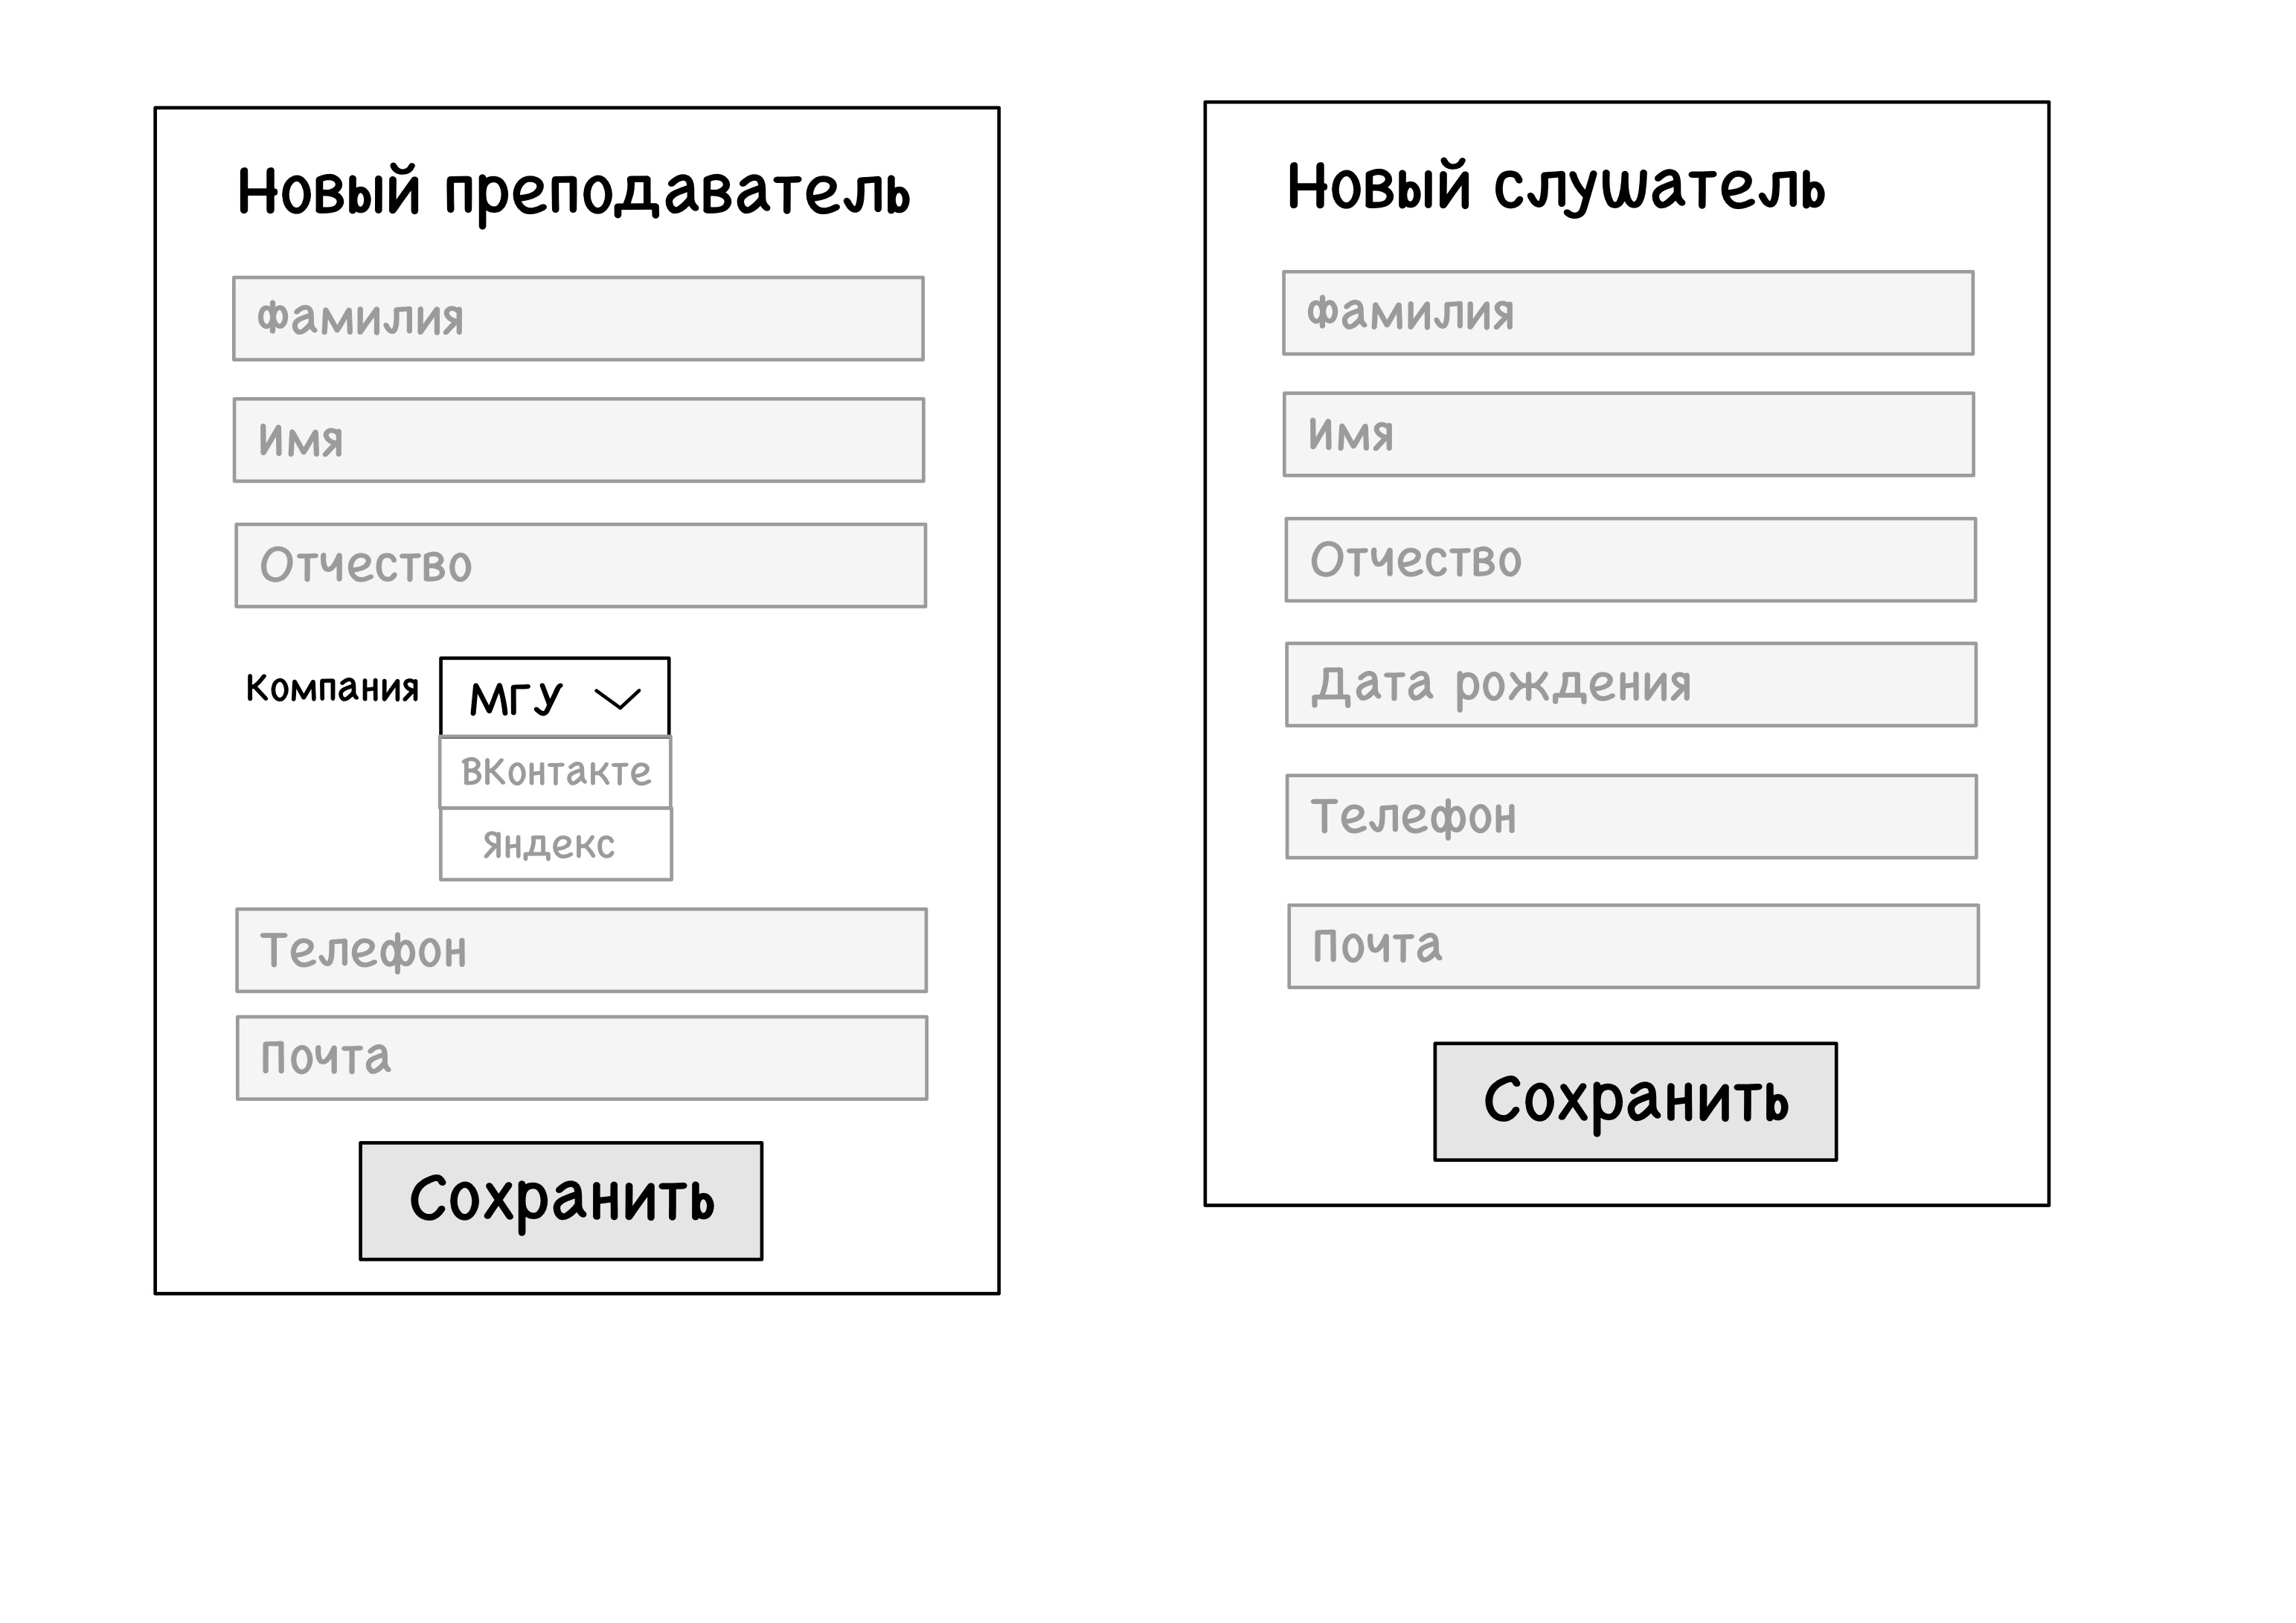 Новый преподаватель
Фамилия
Имя
Отчество
Компания МГУ
Вконтакте
Яндекс
Телефон
Почта
Сохранить
Новый слушатель
Фамилия
Имя
Отчество
Дата рождения
Телефон
Почта
Сохранить